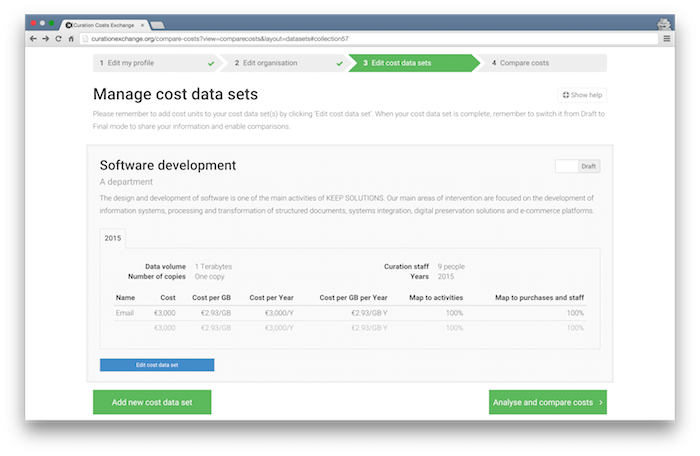 Curation Costs Exchange
curationexchange.org/compare-costs?view=comparecosts&layout=datasets#collection57
1 Edit my profile 2 Edit organisation 3 Edit cost data sets 4 Compare costs
Manage cost data sets
Show help
Please remember to add cost units to your cost data set(s) by clicking 'Edit cost data set'. When your cost data set is complete, remember to switch it from Draft to
Final mode to share your information and enable comparisons.
Software development
Draft
A department
The design and development of software is one of the main activities of KEEP SOLUTIONS. Our main areas of intervention are focused on the development of
information systems, processing and transformation of structured documents, systems integration, digital preservation solutions and e-commerce platforms.
2015
Data volume 1 Terabytes Curation staff 9 people
Number of copies One copy Years 2015
Name Cost Cost per GB Cost per Year Cost per GB per Year Map to activities Map to purchases and staff
Email €3,000 €2.93/GB €3,000/Y €2.93/GB·Y 100% 100%
€3,000 €2.93/GB €3,000/Y €2.93/GB·Y 100% 100%
Edit cost data set
Add new cost data set Analyse and compare costs